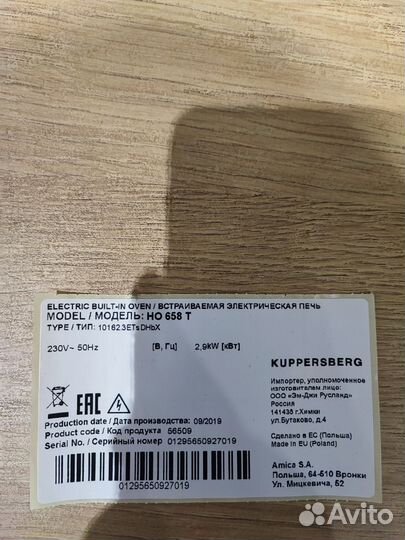 ELECTRIC BUILT-IN OVEN / ВСТРАИВАЕМАЯ ЭЛЕКТРИЧЕСКАЯ ПЕЧЬ
MODEL / МОДЕЛЬ: HO 658 T
TYPE / ТИП: 10162.3ETsDHbX
230V~ 50Hz [В, Гц] 2,9kW [кВт]
KUPPERSBERG
Импортер, уполномоченное
изготовителем лицо:
ООО «Эм-Джи Русланд»
Россия
141435 г.Химки
ул.Бутаково, д.4
Сделано в ЕС (Польша)
Made in EU (Poland)
Amica S.A.
Польша, 64-510 Вронки
Ул. Мицкевича, 52
EAC
Production date / Дата производства: 09/2019
Product code / Код продукта 56509
Serial No. / Серийный номер 01295650927019
01295650927019
Avito